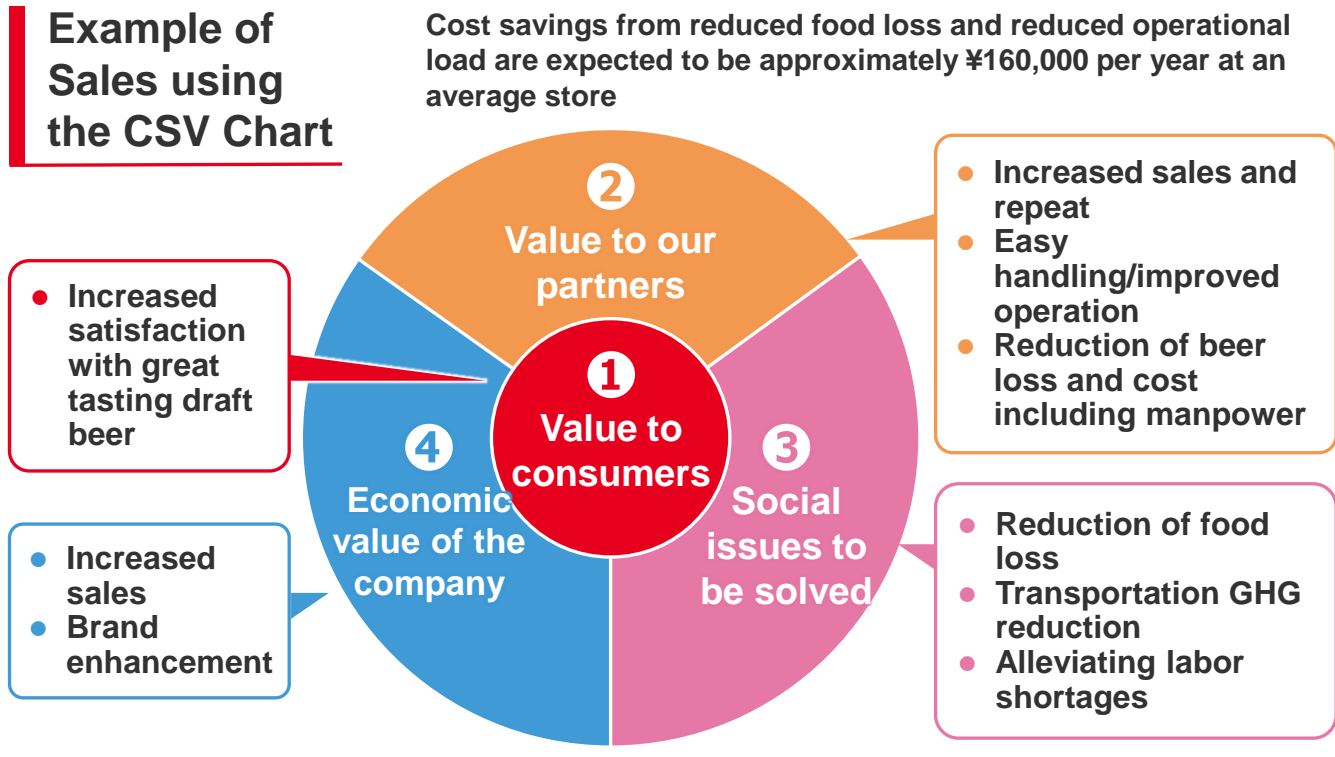 Example of
Sales using
the CSV Chart
Cost savings from reduced food loss and reduced operational
load are expected to be approximately ¥160,000 per year at an
average store
❶
Value to
consumers
● Increased
satisfaction
with great
tasting draft
beer
❷
Value to our
partners
● Increased sales and
repeat
● Easy
handling/improved
operation
● Reduction of beer
loss and cost
including manpower
❸
Social
issues to
be solved
● Reduction of food
loss
● Transportation GHG
reduction
● Alleviating labor
shortages
❹
Economic
value of the
company
● Increased
sales
● Brand
enhancement